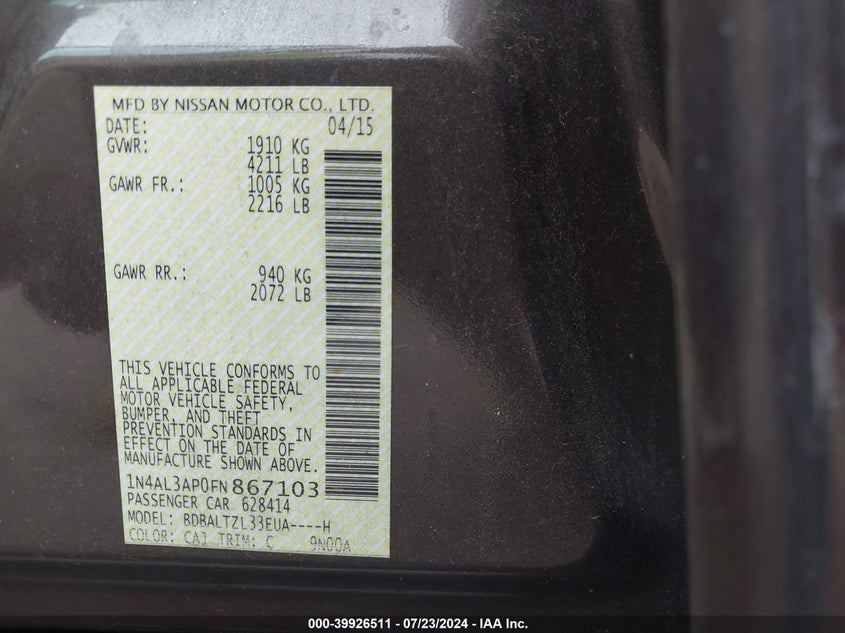 MFD BY NISSAN MOTOR CO., LTD.
DATE: 04/15
GVWR: 1910 KG
4211 LB
GAWR FR.: 1005 KG
2216 LB
GAWR RR.: 940 KG
2072 LB
THIS VEHICLE CONFORMS TO
ALL APPLICABLE FEDERAL
MOTOR VEHICLE SAFETY,
BUMPER, AND THEFT
PREVENTION STANDARDS IN
EFFECT ON THE DATE OF
MANUFACTURE SHOWN ABOVE.
1N4AL3AP0FN867103
PASSENGER CAR 628414
MODEL: BDBALTZL33EUA----H
COLOR: CA1 TRIM: C 9N00A
000-39926511 - 07/23/2024 - IAA Inc.